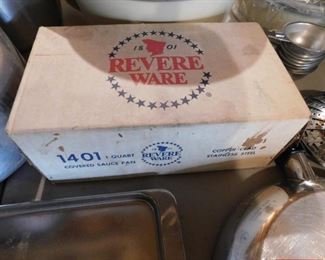 18 01
REVERE
WARE
1401 1 QUART
COVERED SAUCE PAN
REVERE
WARE
COPPER CLAD
STAINLESS STEEL